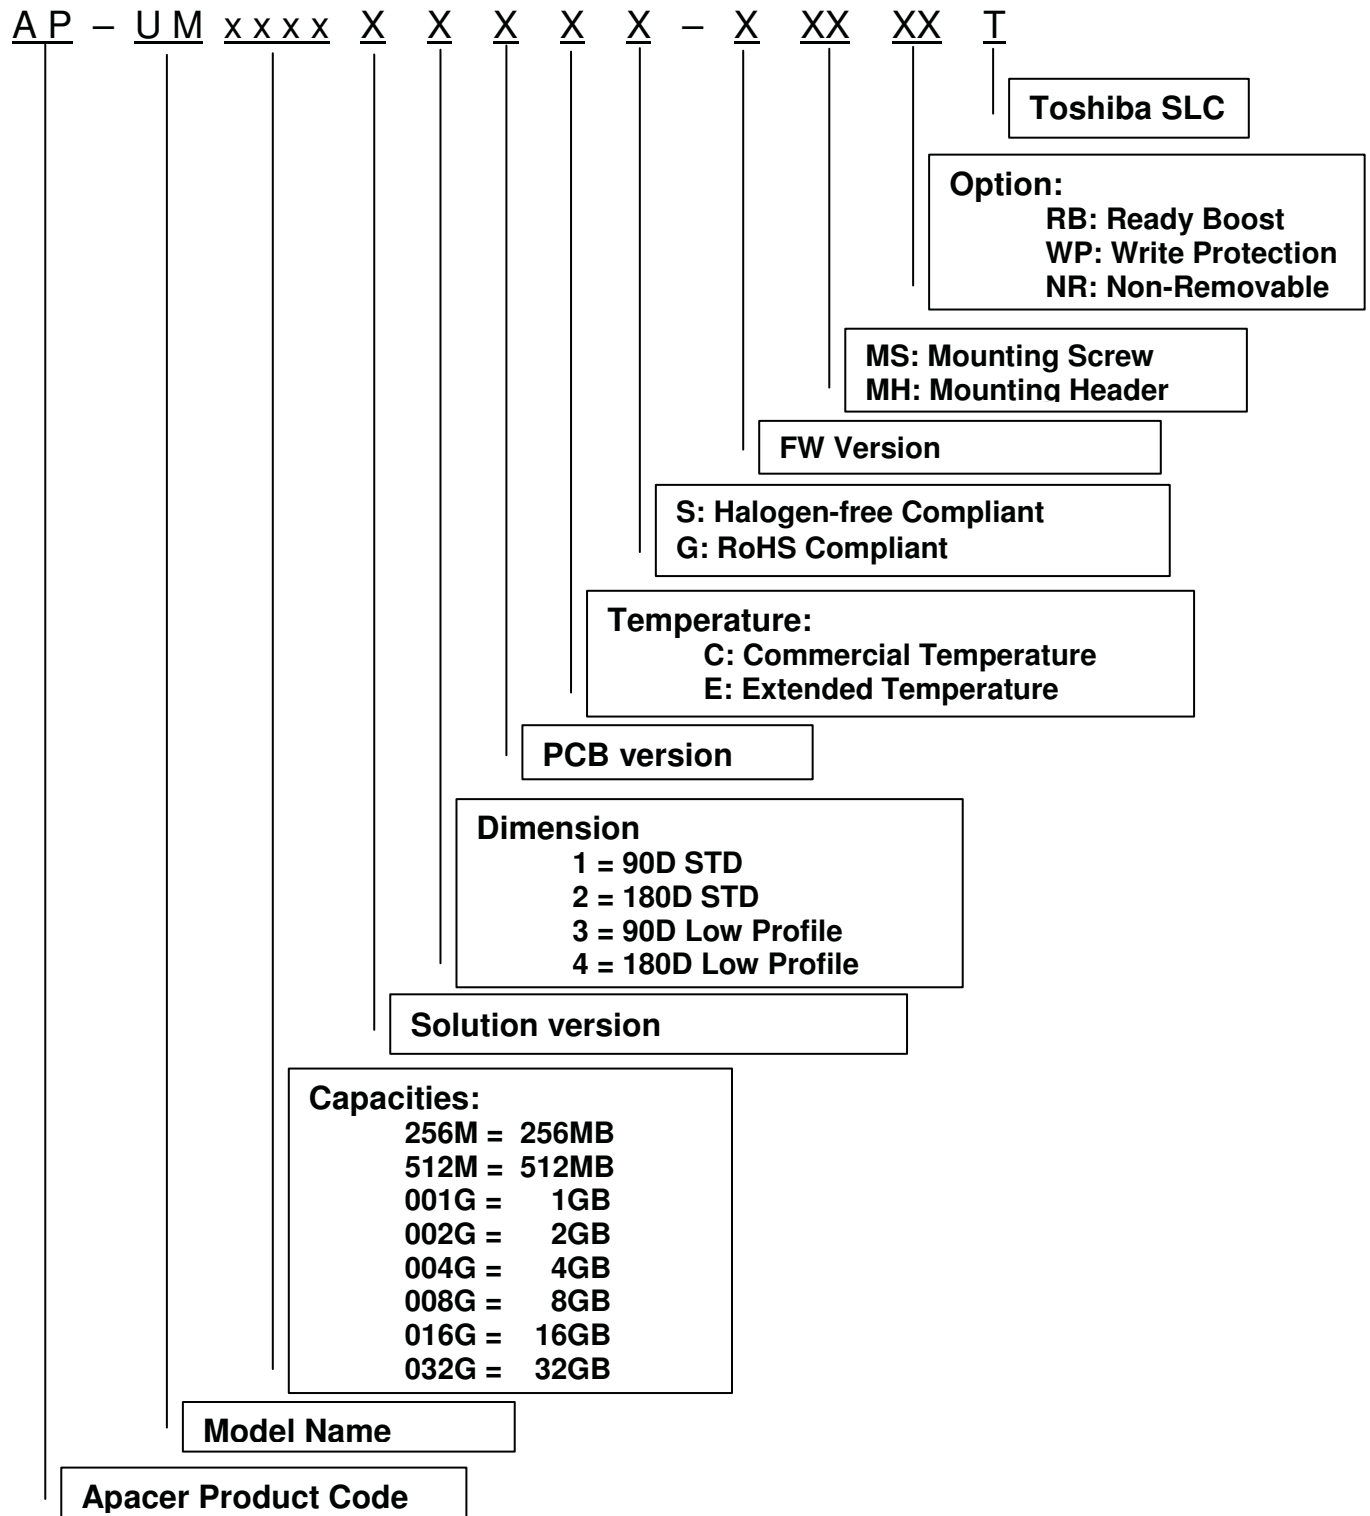 A P – U M x x x x X X X X X – X XX XX T
Toshiba SLC
Option:
RB: Ready Boost
WP: Write Protection
NR: Non-Removable
MS: Mounting Screw
MH: Mounting Header
FW Version
S: Halogen-free Compliant
G: RoHS Compliant
Temperature:
C: Commercial Temperature
E: Extended Temperature
PCB version
Dimension
1 = 90D STD
2 = 180D STD
3 = 90D Low Profile
4 = 180D Low Profile
Solution version
Capacities:
256M = 256MB
512M = 512MB
001G = 1GB
002G = 2GB
004G = 4GB
008G = 8GB
016G = 16GB
032G = 32GB
Model Name
Apacer Product Code